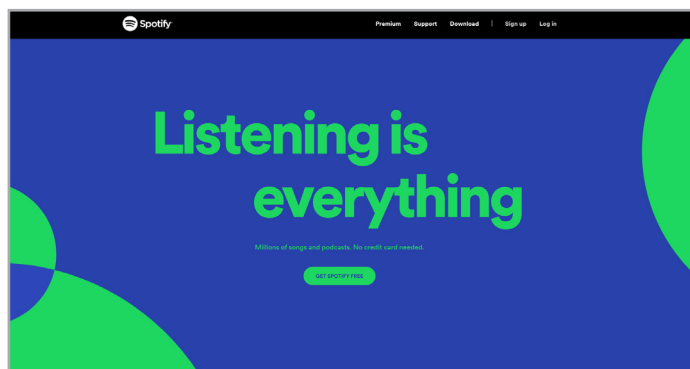 Spotify
Premium Support Download | Sign up Log in
Listening is
everything
Millions of songs and podcasts. No credit card needed.
GET SPOTIFY FREE